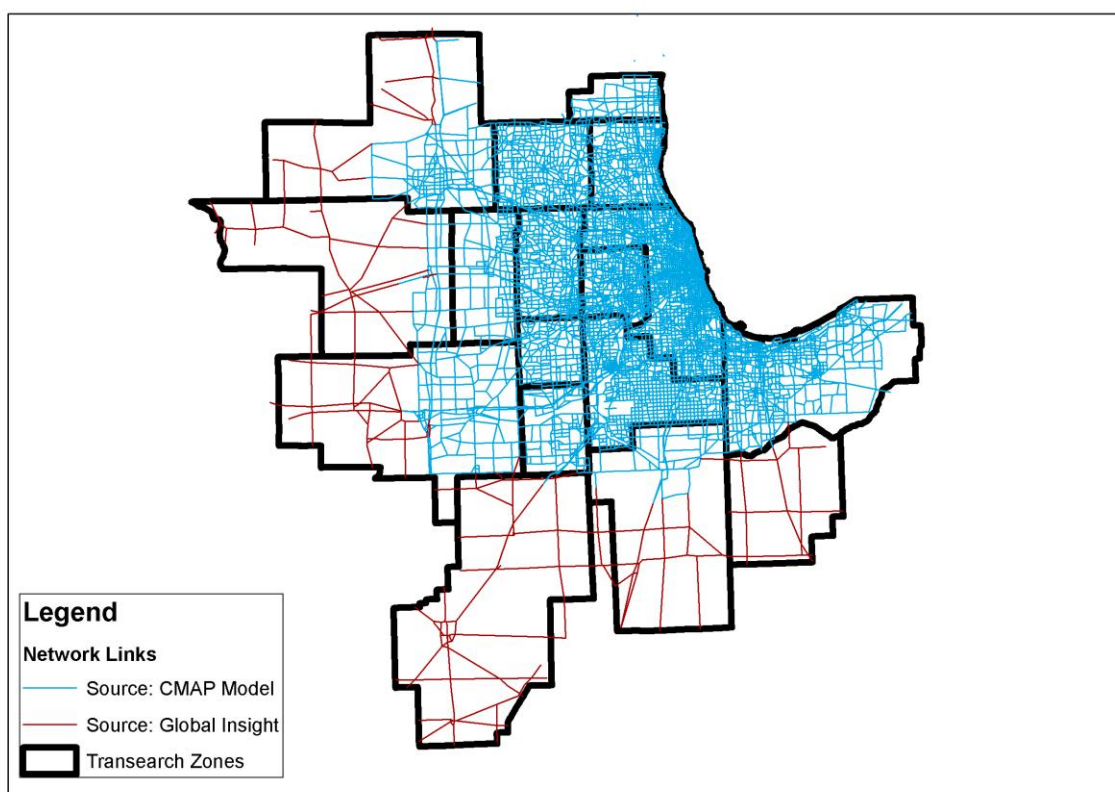 Legend
Network Links
Source: CMAP Model
Source: Global Insight
Transearch Zones